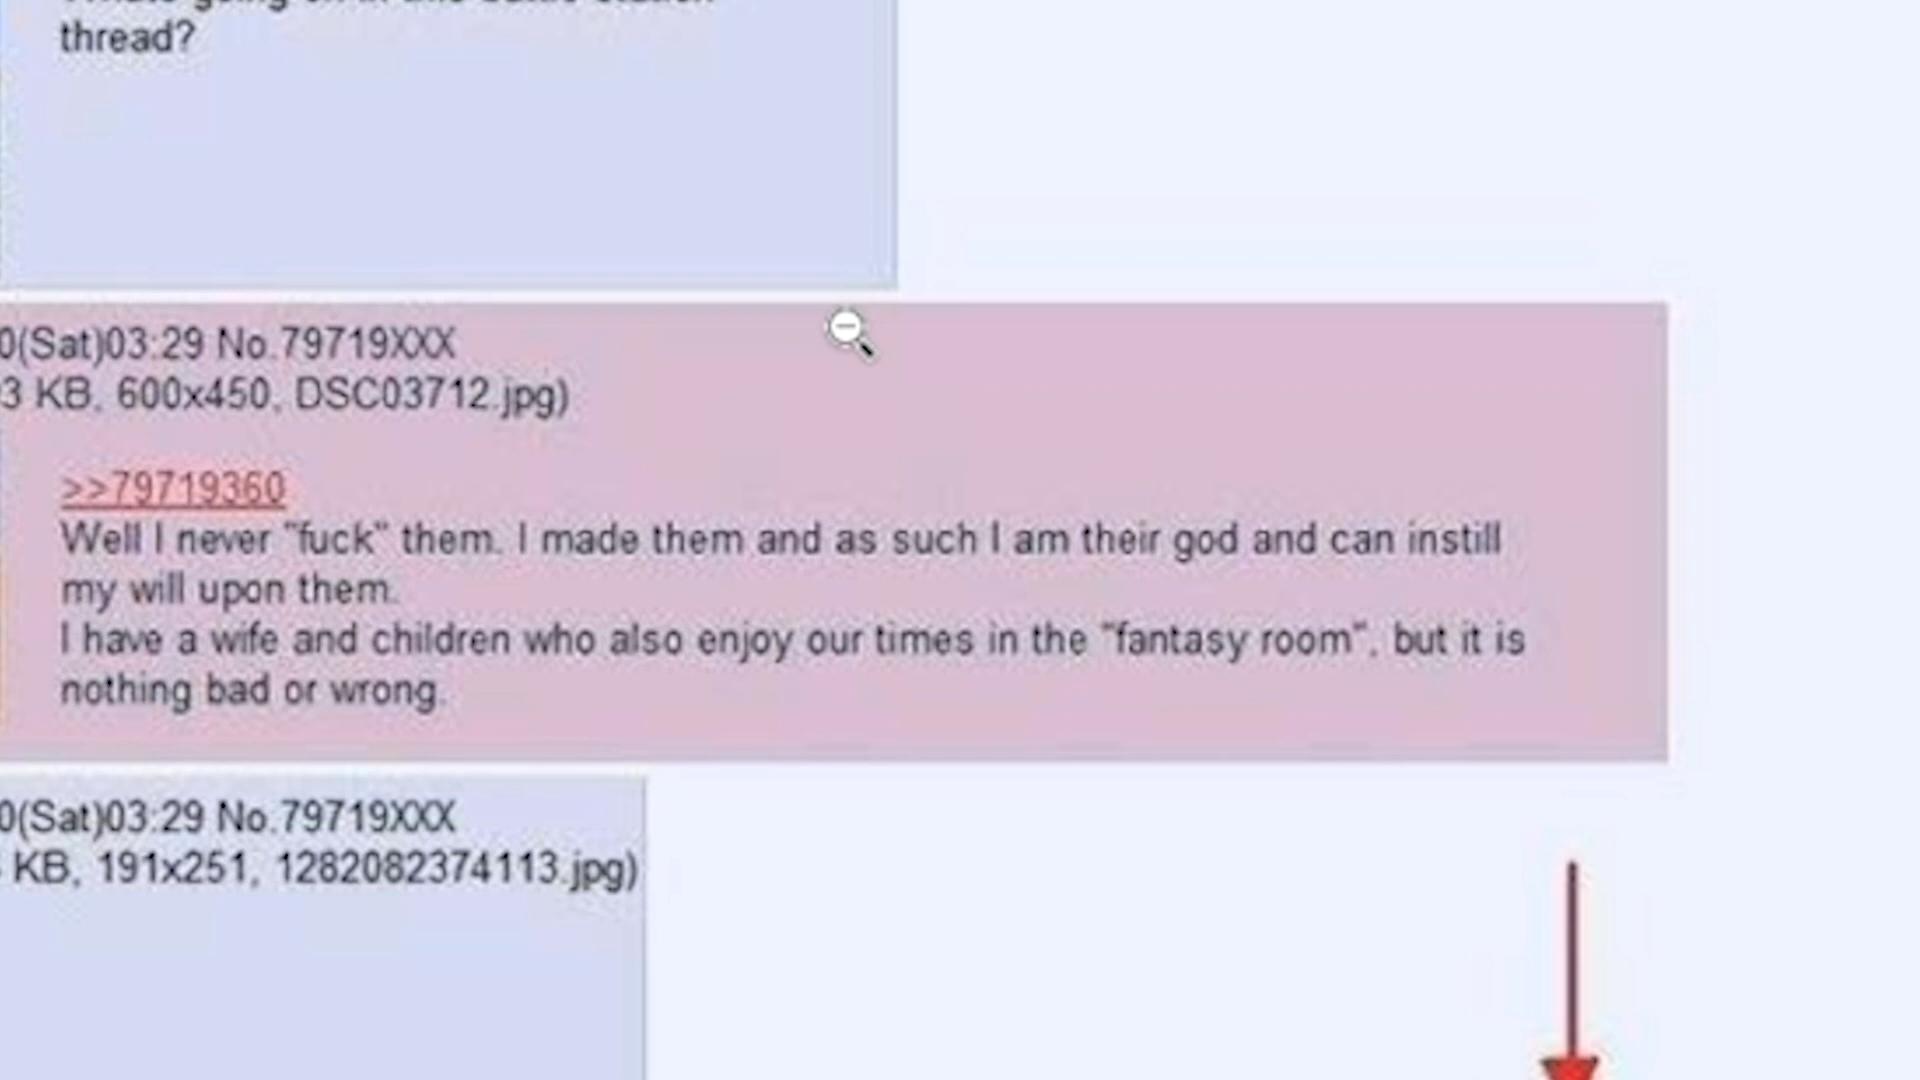 thread?
0(Sat)03:29 No.79719XXX
3 KB, 600x450, DSC03712.jpg)
>>79719360
Well I never "fuck" them. I made them and as such I am their god and can instill
my will upon them.
I have a wife and children who also enjoy our times in the "fantasy room", but it is
nothing bad or wrong.
0(Sat)03:29 No.79719XXX
KB, 191x251, 1282082374113.jpg)